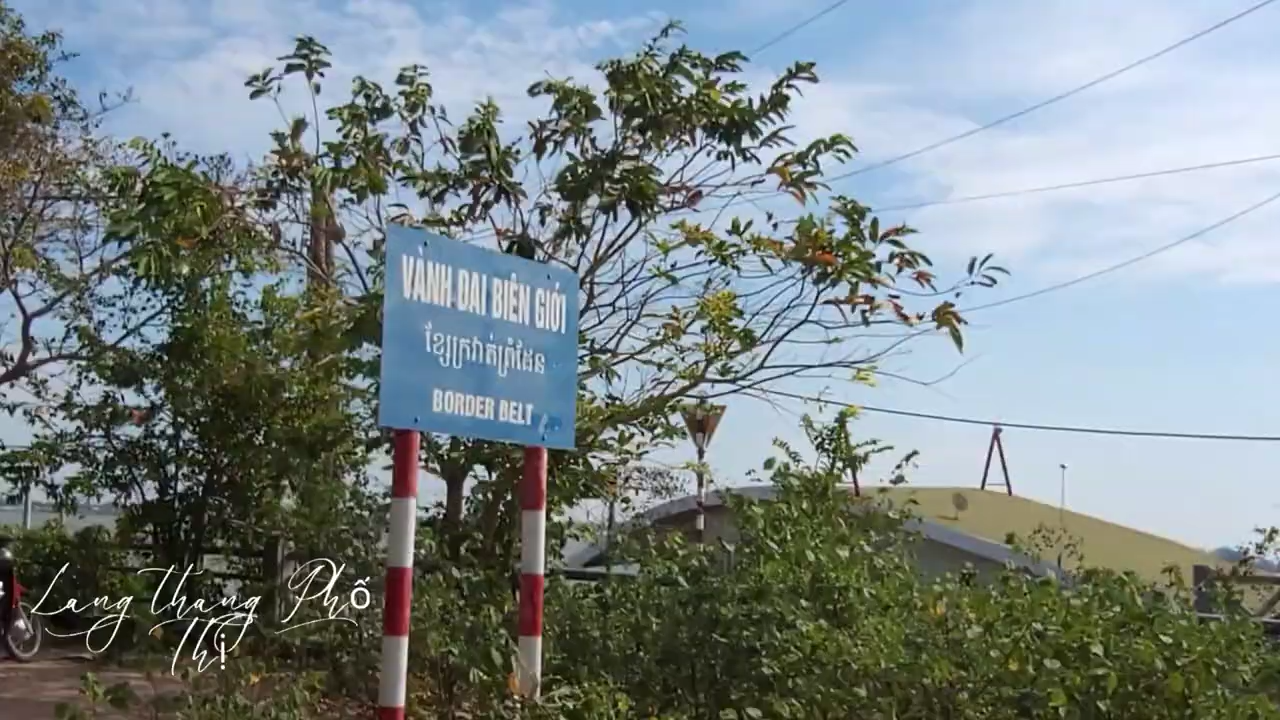 VÀNH ĐAI BIÊN GIỚI
ខ្សែក្រវាត់ព្រំដែន
BORDER BELT
Lang thang Phố
Thị